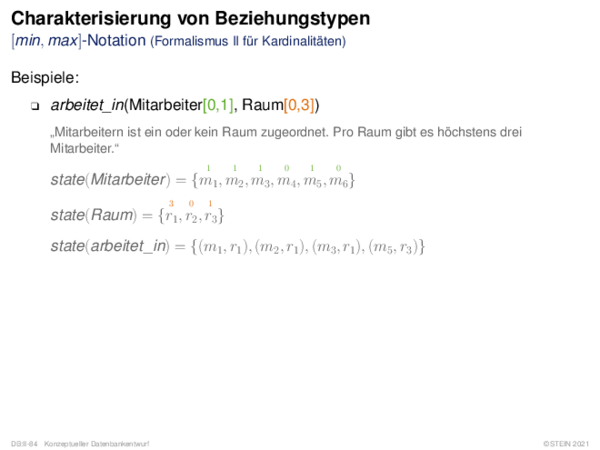 Charakterisierung von Beziehungstypen
[min, max]-Notation (Formalismus II für Kardinalitäten)
Beispiele:
❑ arbeitet_in(Mitarbeiter[0,1], Raum[0,3])
„Mitarbeitern ist ein oder kein Raum zugeordnet. Pro Raum gibt es höchstens drei
Mitarbeiter.“
1 1 1 0 1 0
state(Mitarbeiter) = {m₁, m₂, m₃, m₄, m₅, m₆}
3 0 1
state(Raum) = {r₁, r₂, r₃}
state(arbeitet_in) = {(m₁, r₁), (m₂, r₁), (m₃, r₁), (m₅, r₃)}
DB:II-64 Konzeptueller Datenbankentwurf ©STEIN 2021